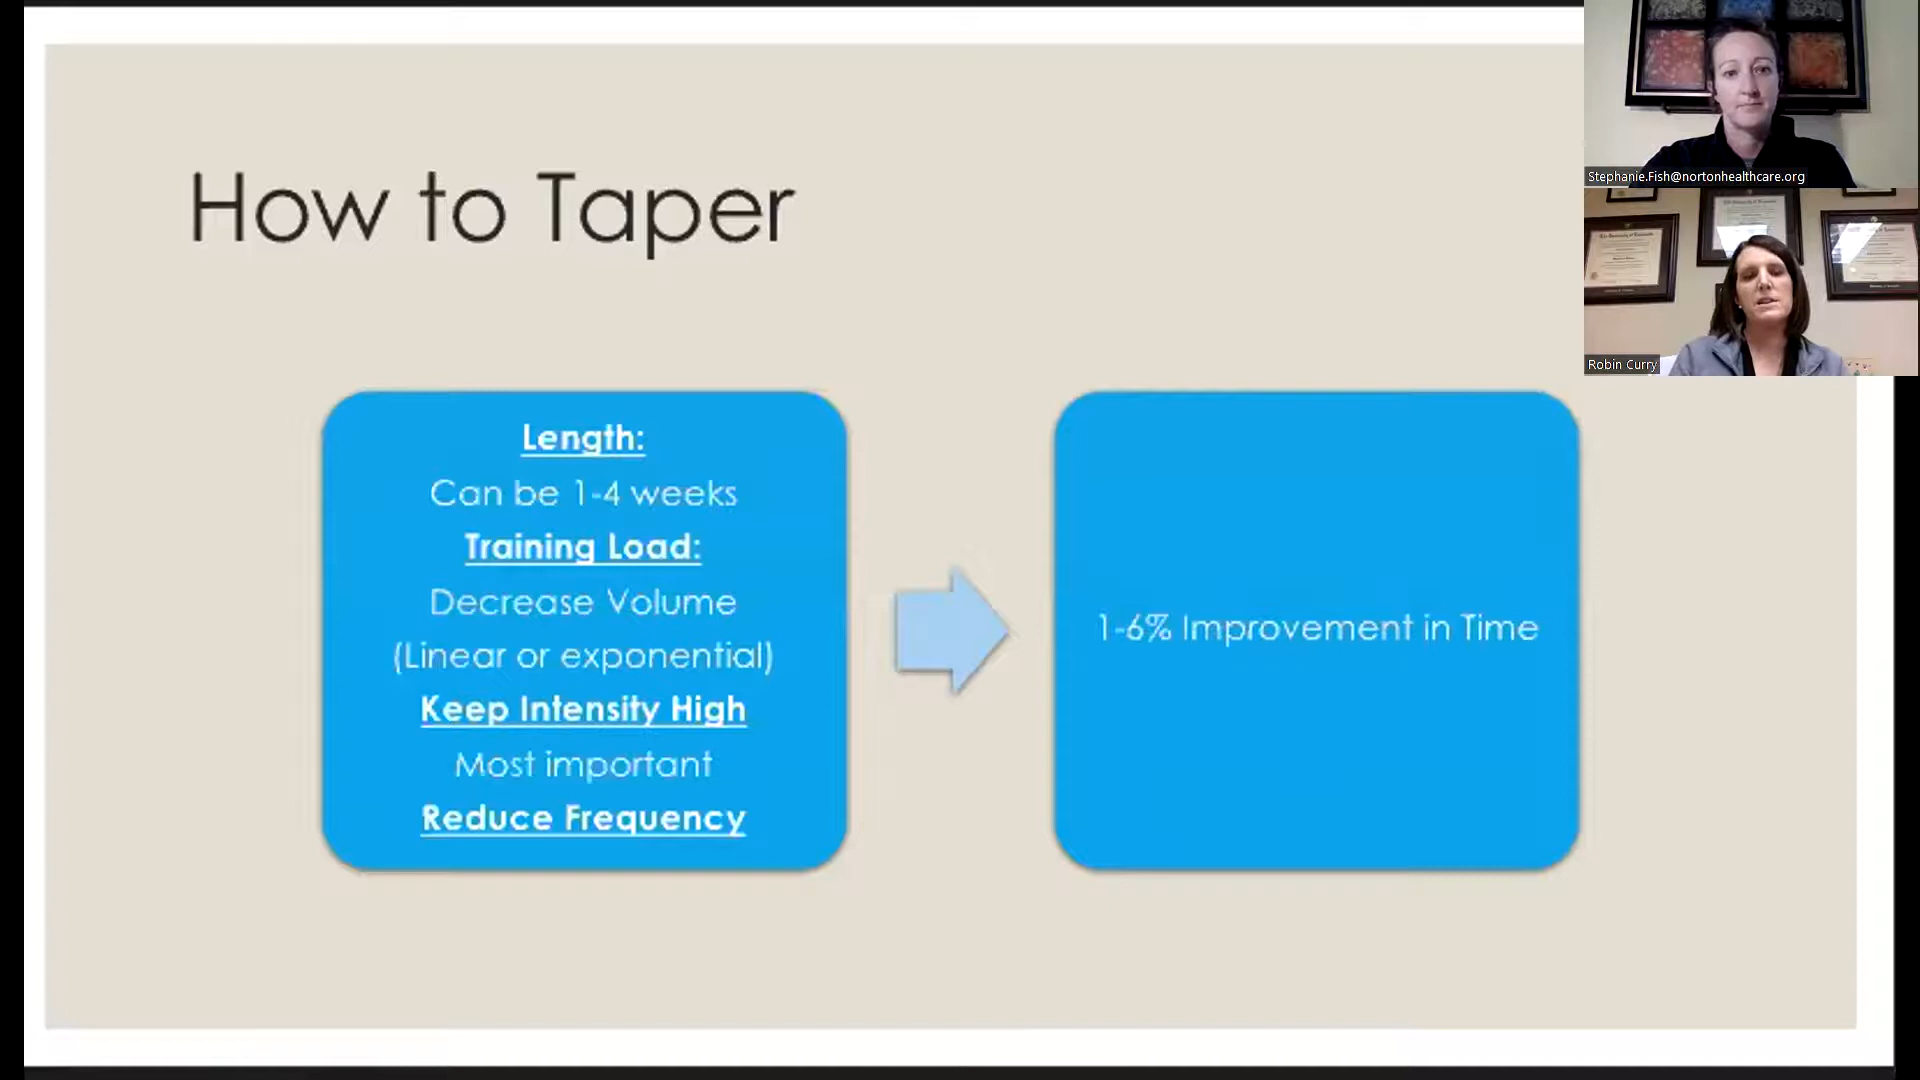 How to Taper
Length:
Can be 1-4 weeks
Training Load:
Decrease Volume
(Linear or exponential)
Keep Intensity High
Most important
Reduce Frequency
1-6% Improvement in Time
Stephanie.Fish@nortonhealthcare.org
Robin Curry